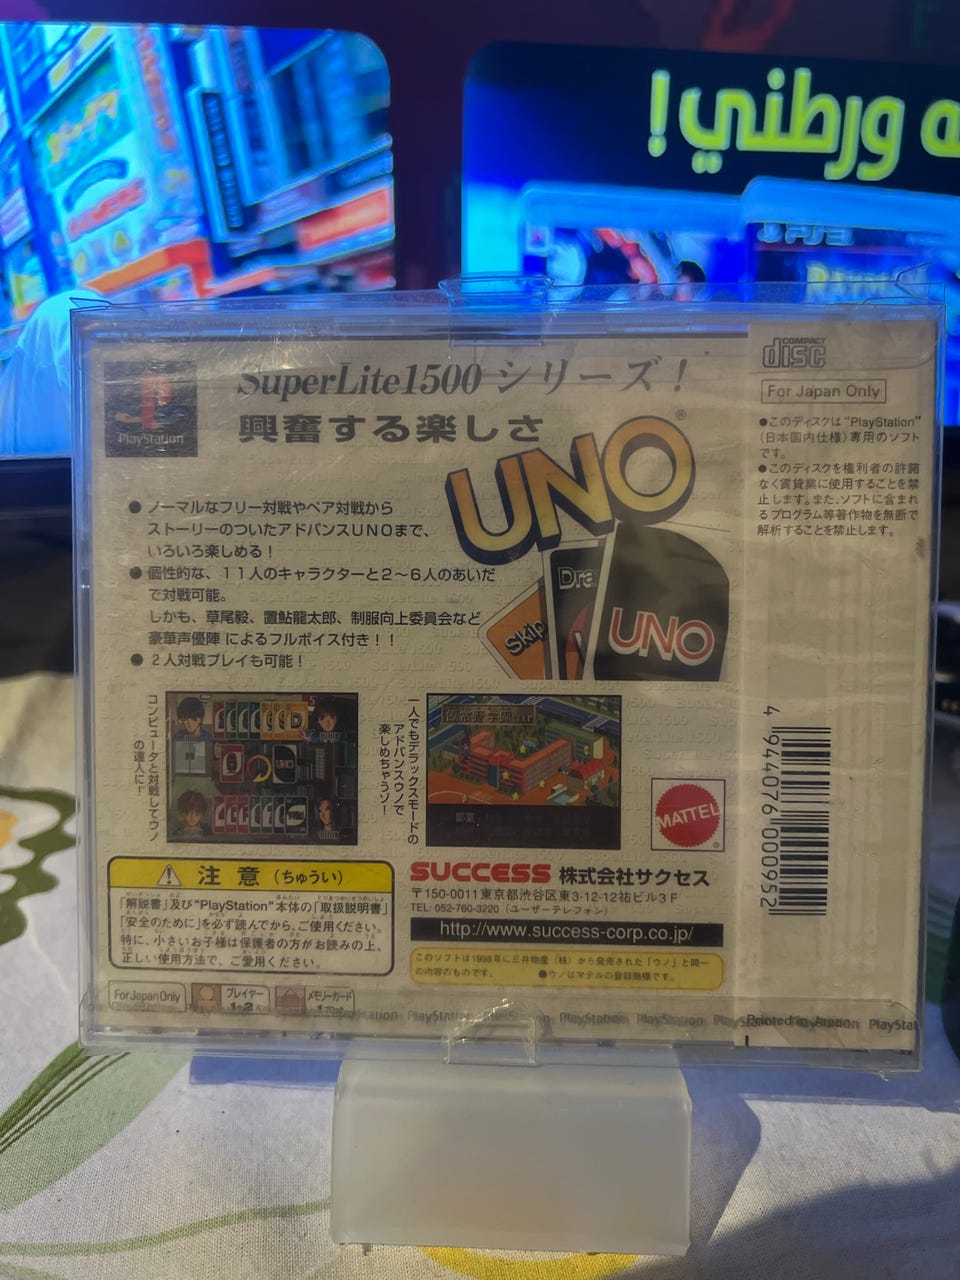 ه ورطني!
PS3
COMPACT
disc
For Japan Only
PlayStation
SuperLite1500 シリーズ!
興奮する楽しさ
UNO®
Skip
Dra
UNO
●ノーマルなフリー対戦やペア対戦から
ストーリーのついたアドバンスUNOまで、
いろいろ楽しめる!
●個性的な、11人のキャラクターと2〜6人のあいだ
で対戦可能。
しかも、草尾毅、置鮎龍太郎、制服向上委員会など
豪華声優陣によるフルボイス付き!!
●2人対戦プレイも可能!
●このディスクは"PlayStation"
(日本国内仕様)専用のソフト
です。
●このディスクを権利者の許諾
なく賃貸業に使用することを禁
止します。また、ソフトに含まれ
るプログラム等著作物を無断で
解析することを禁止します。
コンピュータと対戦してウノ
の達人に!
一人でもデラックスモードの
アドバンスウノで
楽しめちゃうゾ!
D
UNO
MATTEL
®
4 944076 000952
注意(ちゅうい)
「解説書」及び"PlayStation"本体の「取扱説明書」
「安全のために」を必ず読んでから、ご使用ください。
特に、小さいお子様は保護者の方がお読みの上、
正しい使用方法で、ご愛用ください。
SUCCESS 株式会社サクセス
〒150-0011東京都渋谷区東3-12-12祐ビル3F
TEL: 052-760-3220(ユーザーテレフォン)
http://www.success-corp.co.jp/
このソフトは1998年に三井物産(株)から発売された「ウノ」と同一
の内容のものです。 ●ウノはマテルの登録商標です。
For Japan Only
プレイヤー
メモリーカード
PlayStation PlayStation PlayStation PlayStation
Printed in Japan